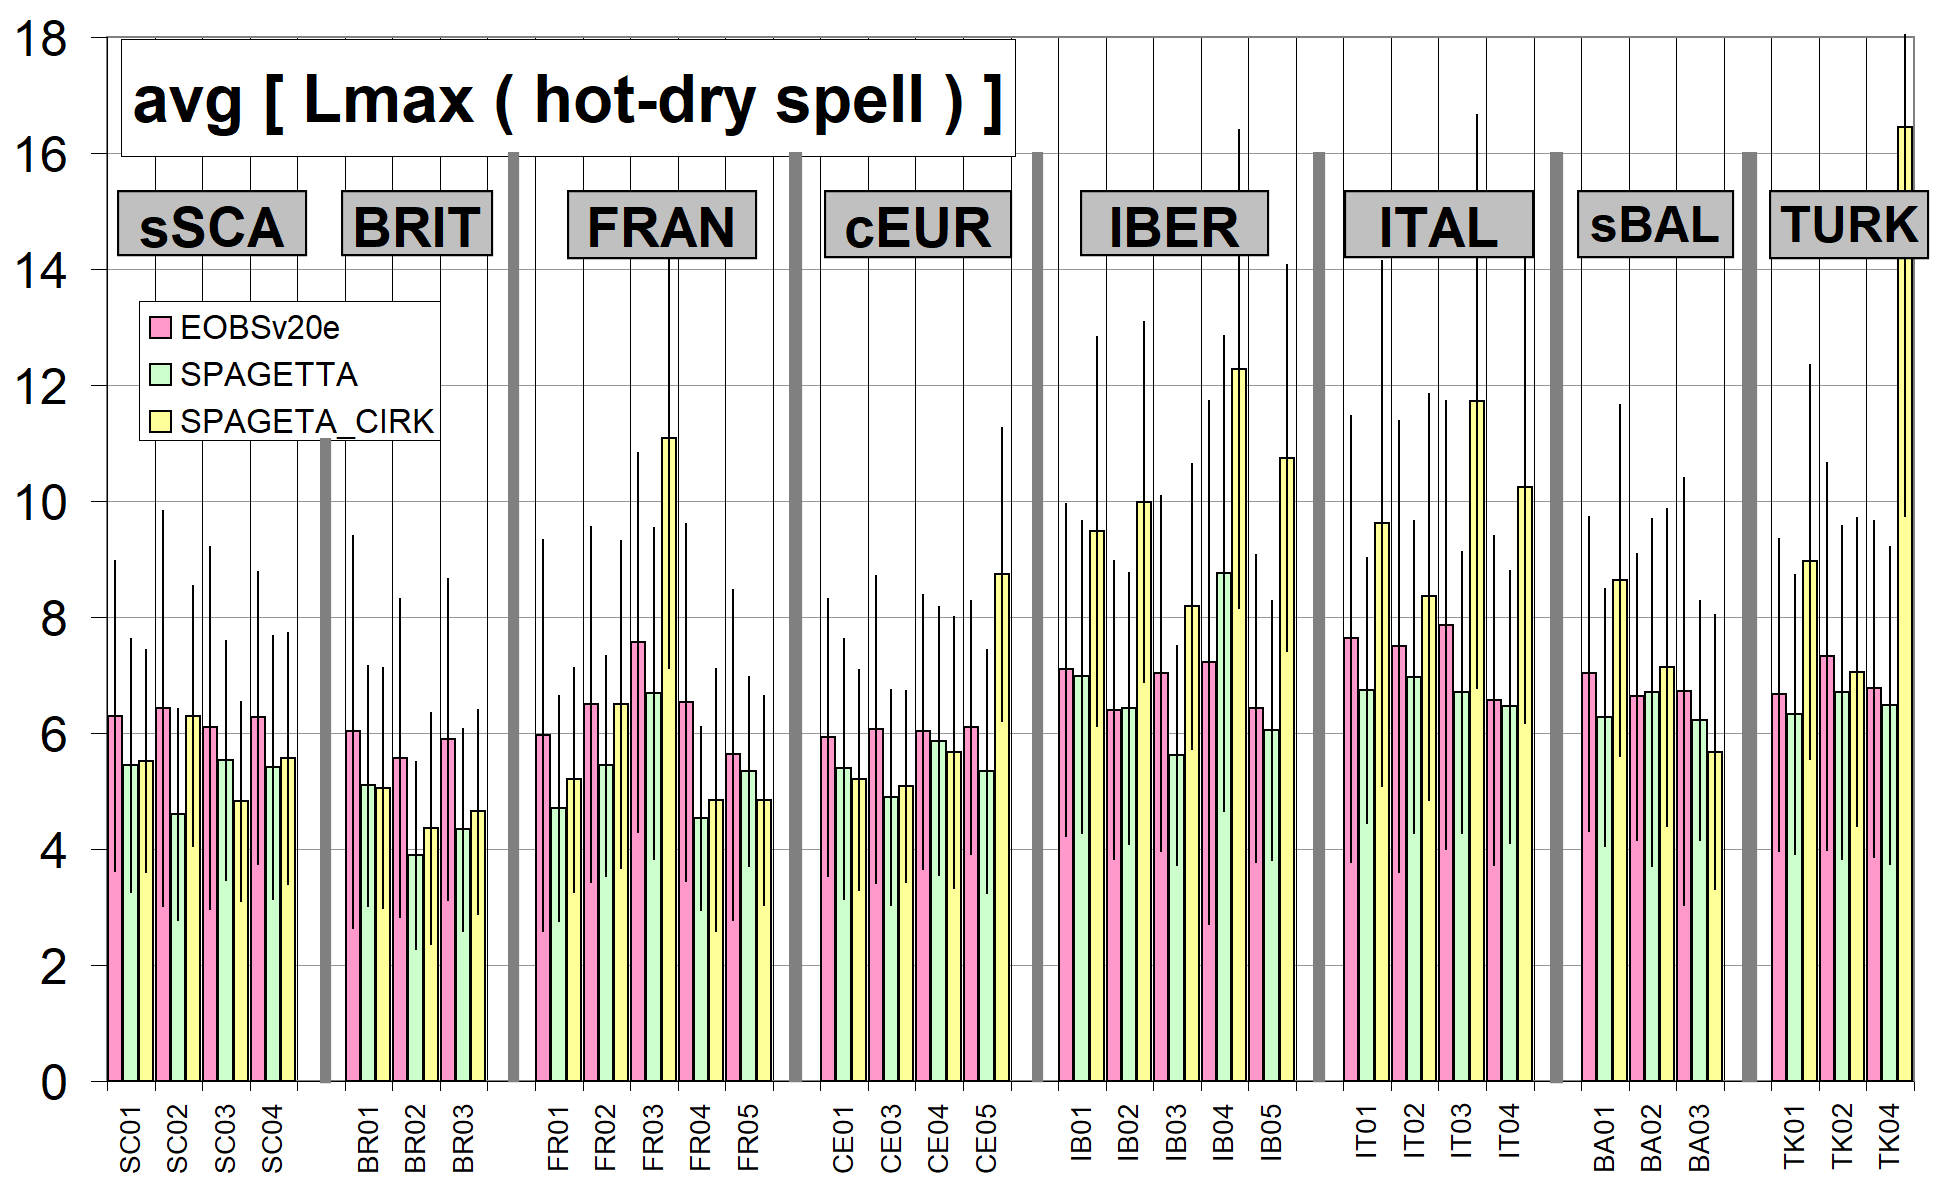 avg [ Lmax ( hot-dry spell ) ]
18
16
14
12
10
8
6
4
2
0
sSCA
BRIT
FRAN
cEUR
IBER
ITAL
sBAL
TURK
EOBSv20e
SPAGETTA
SPAGETA_CIRK
SC01
SC02
SC03
SC04
BR01
BR02
BR03
FR01
FR02
FR03
FR04
FR05
CE01
CE03
CE04
CE05
IB01
IB02
IB03
IB04
IB05
IT01
IT02
IT03
IT04
BA01
BA02
BA03
TK01
TK02
TK04